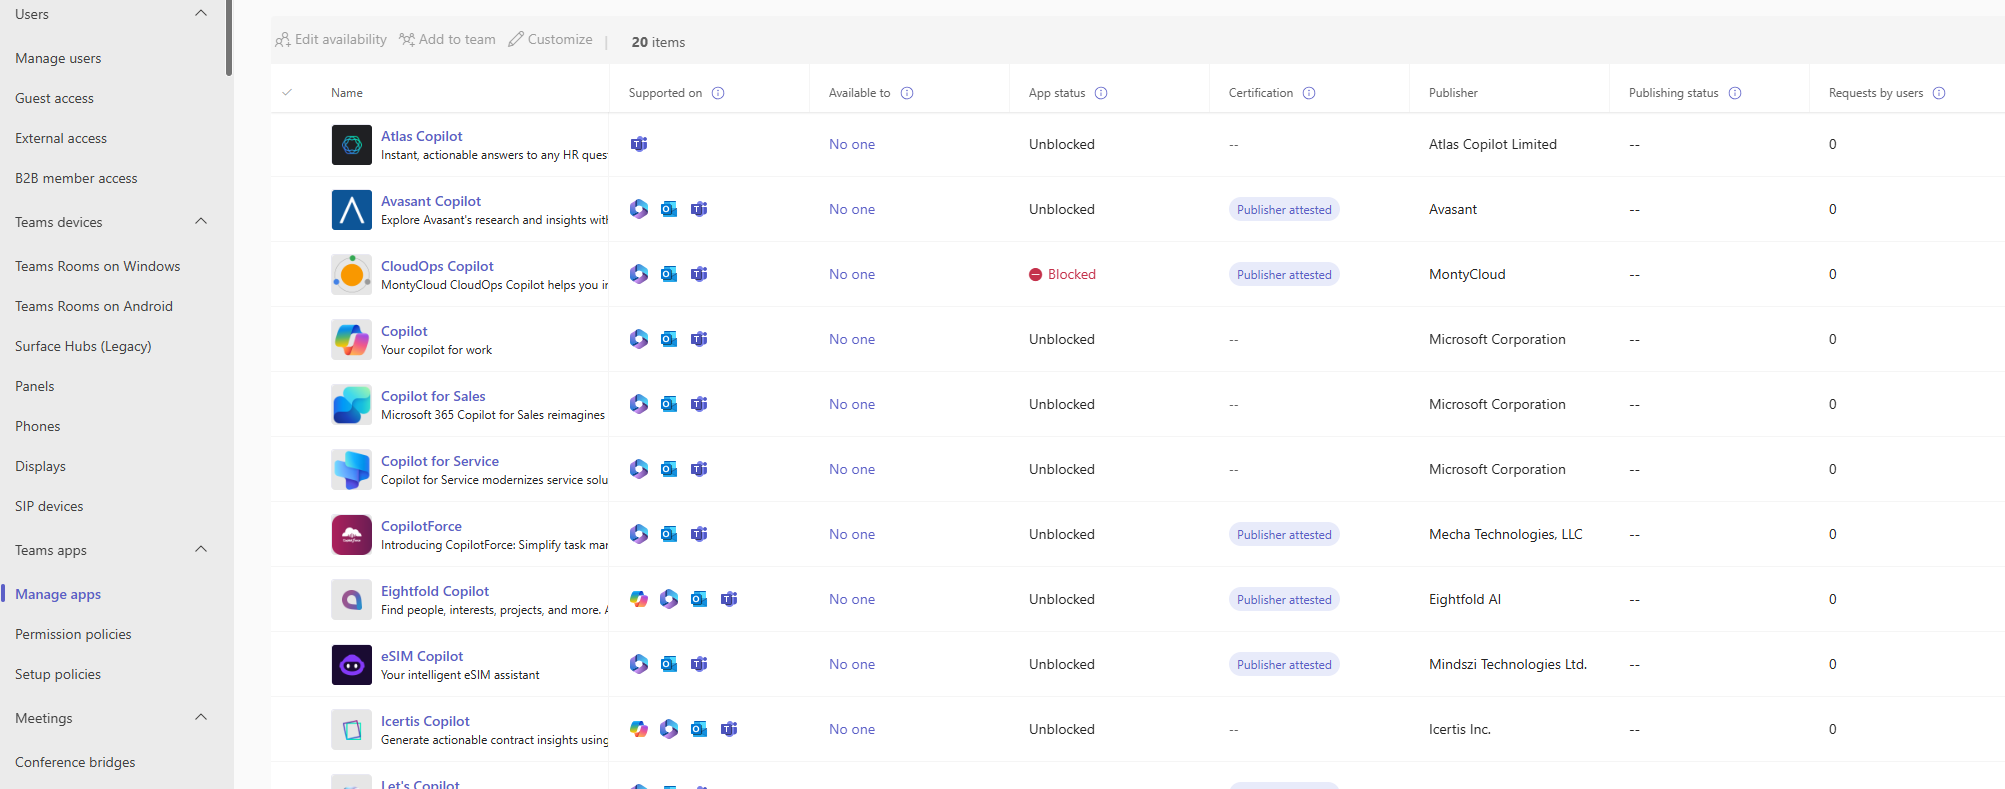 Users
Manage users
Guest access
External access
B2B member access
Teams devices
Teams Rooms on Windows
Teams Rooms on Android
Surface Hubs (Legacy)
Panels
Phones
Displays
SIP devices
Teams apps
Manage apps
Permission policies
Setup policies
Meetings
Conference bridges
Edit availability Add to team Customize | 20 items
Name Supported on Available to App status Certification Publisher Publishing status Requests by users
Atlas Copilot
Instant, actionable answers to any HR ques
No one Unblocked -- Atlas Copilot Limited -- 0
Avasant Copilot
Explore Avasant's research and insights with
No one Unblocked Publisher attested Avasant -- 0
CloudOps Copilot
MontyCloud CloudOps Copilot helps you in
No one Blocked Publisher attested MontyCloud -- 0
Copilot
Your copilot for work
No one Unblocked -- Microsoft Corporation -- 0
Copilot for Sales
Microsoft 365 Copilot for Sales reimagines
No one Unblocked -- Microsoft Corporation -- 0
Copilot for Service
Copilot for Service modernizes service solu
No one Unblocked -- Microsoft Corporation -- 0
CopilotForce
Introducing CopilotForce: Simplify task mar
No one Unblocked Publisher attested Mecha Technologies, LLC -- 0
Eightfold Copilot
Find people, interests, projects, and more. A
No one Unblocked Publisher attested Eightfold AI -- 0
eSIM Copilot
Your intelligent eSIM assistant
No one Unblocked Publisher attested Mindszi Technologies Ltd. -- 0
Icertis Copilot
Generate actionable contract insights using
No one Unblocked -- Icertis Inc. -- 0
Let's Copilot